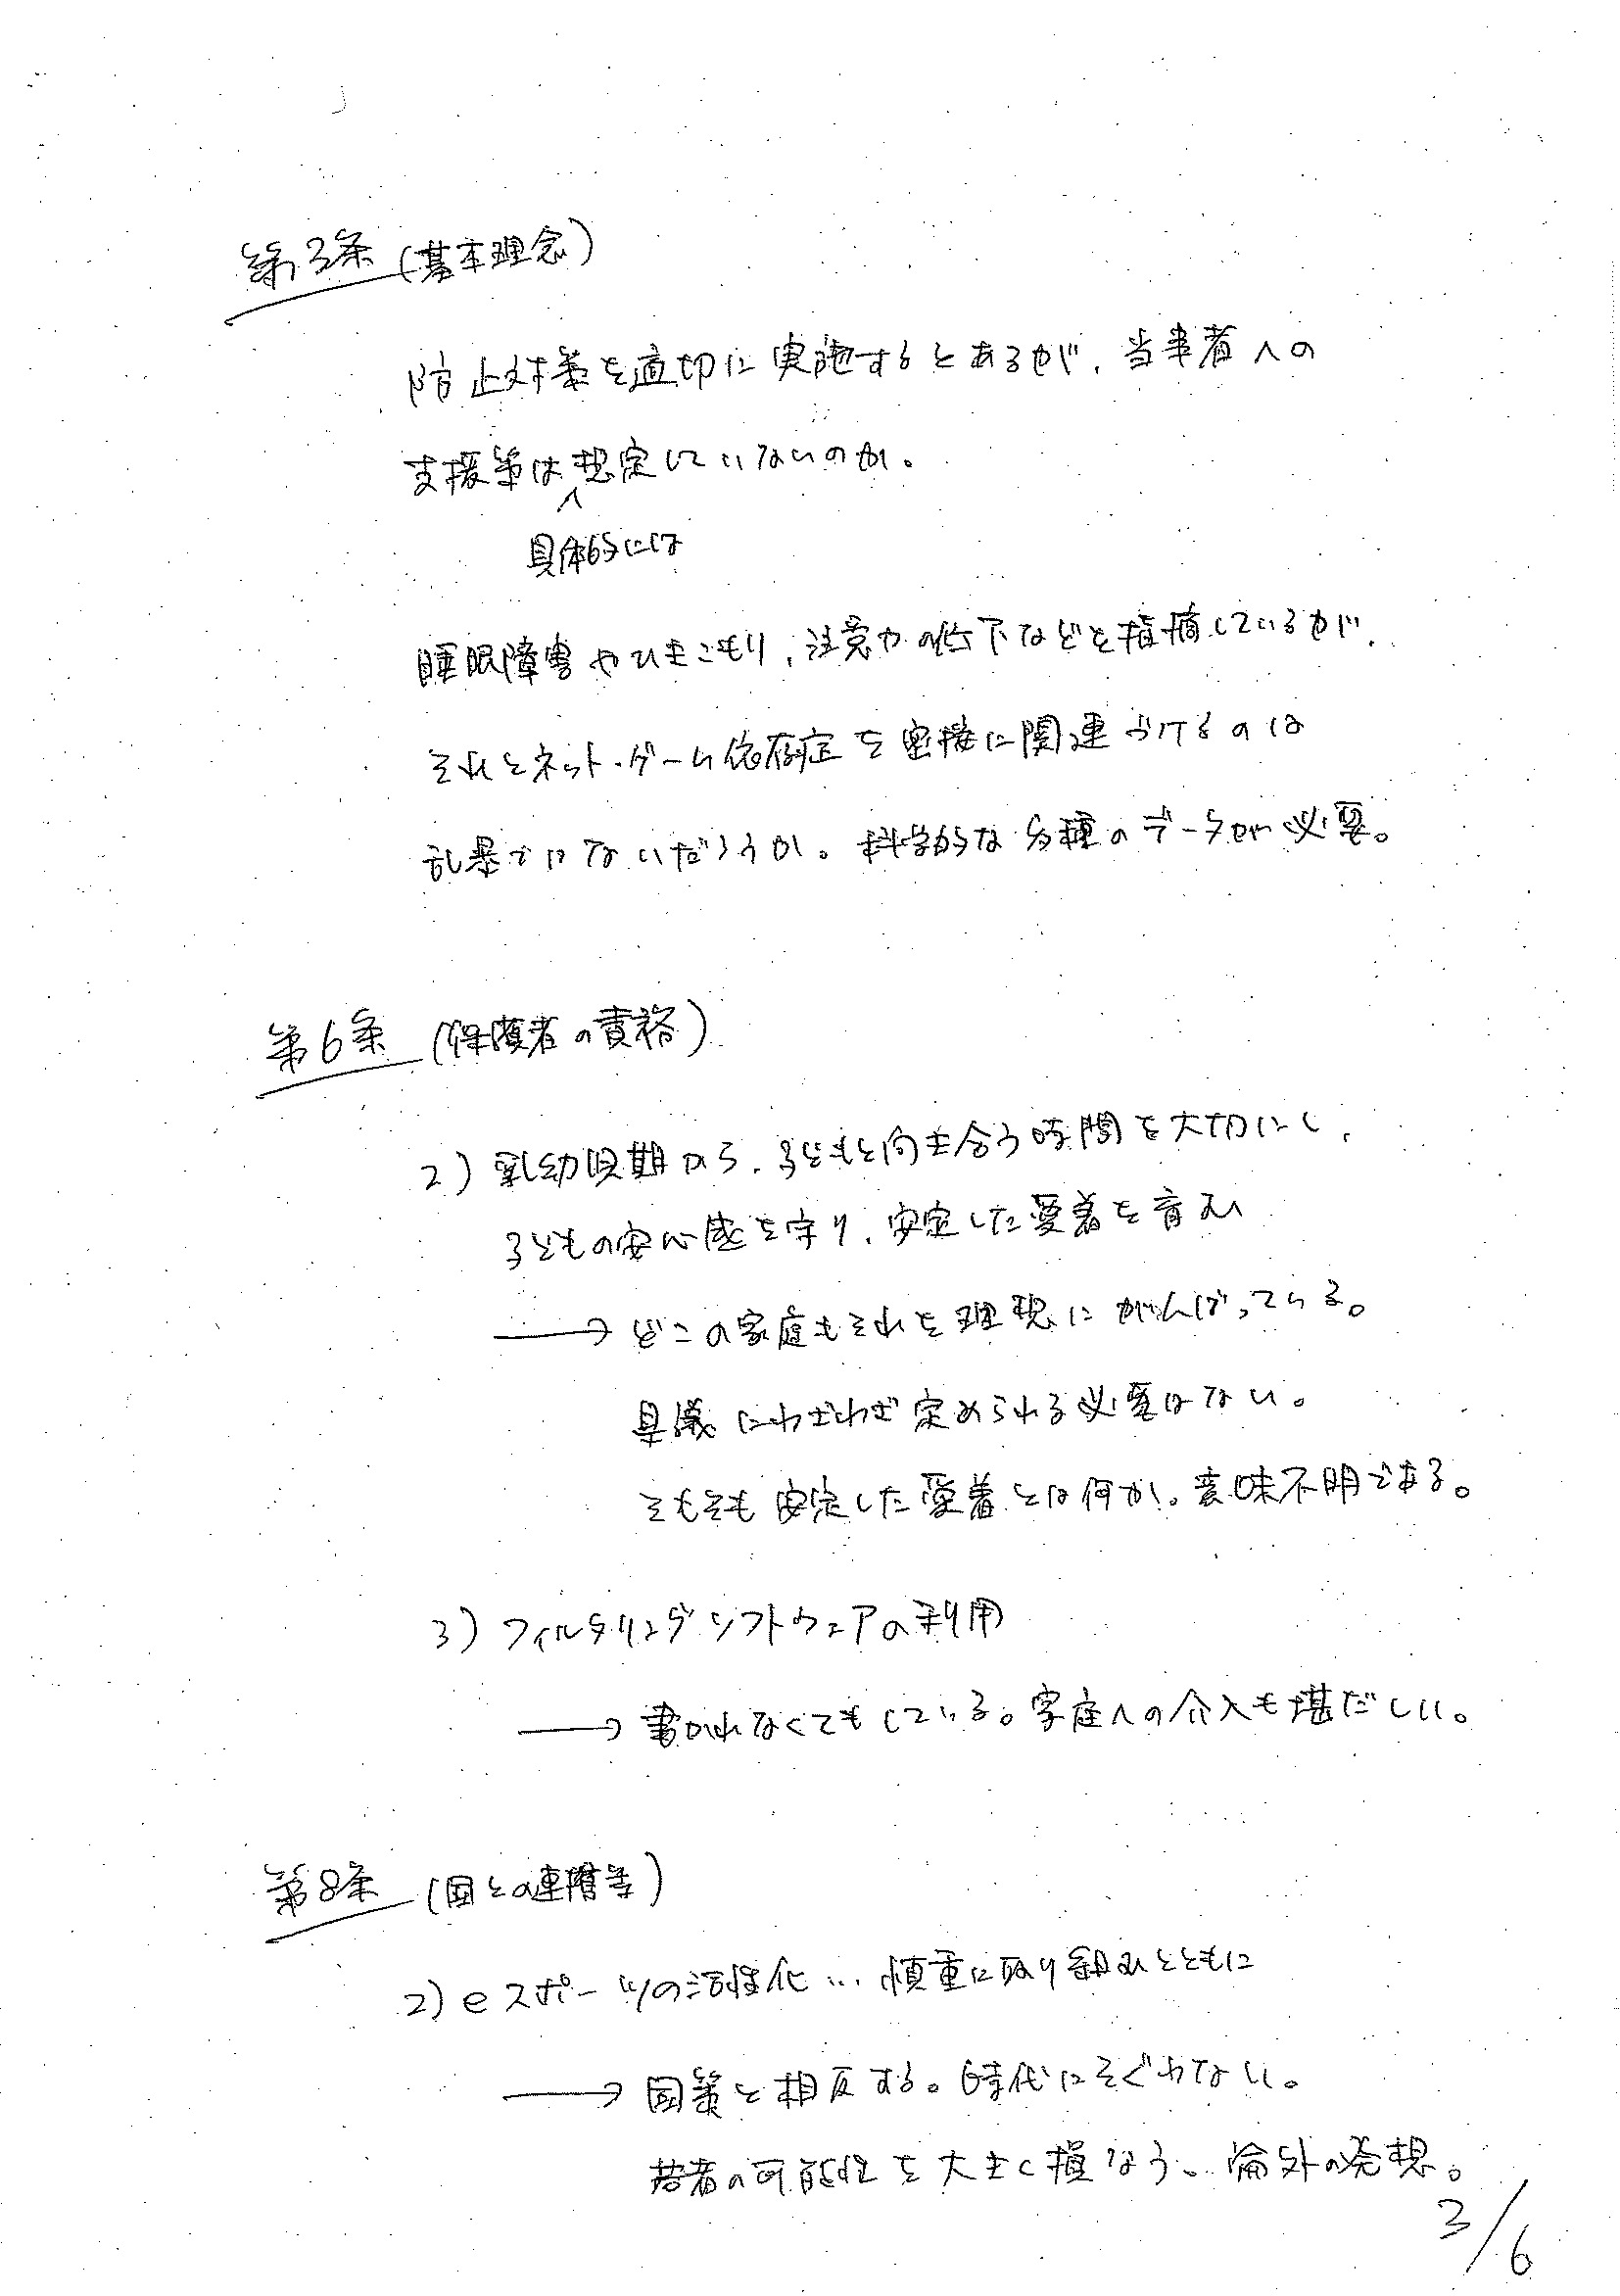 第3条(基本理念)
防止対策を適切に実施するとあるが、当事者への
支援策は想定していないのか。
具体的には
睡眠障害やひきこもり、注意力の低下などを指摘しているが、
それとネット・ゲーム依存症を密接に関連づけるのは
乱暴ではないだろうか。科学的な多種のデータが必要。
第6条(保護者の責務)
2) 乳幼児期から、子どもと向き合う時間を大切にし、
子どもの安心感を守り、安定した愛着を育み
→ どこの家庭もそれを理想にがんばっている。
県議にわざわざ定められる必要はない。
そもそも安定した愛着とは何か。意味不明である。
3) フィルタリングソフトウェアの利用
→ 書かれなくてもしている。家庭への介入も堪だしい。
第8条(国との連携等)
2) eスポーツの活性化… 慎重に取り組みとともに
→ 国策と相反する。時代にそぐわない。
若者の可能性を大きく損なう。論外の発想。
3/6